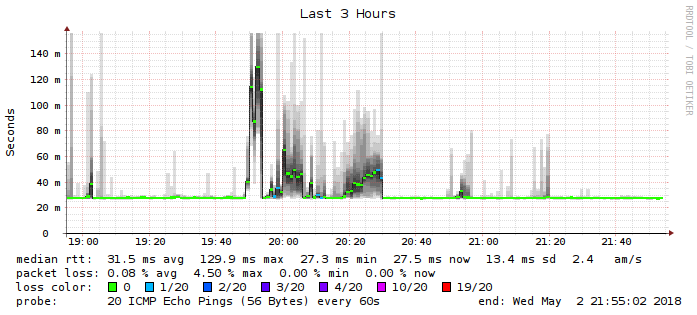 Last 3 Hours
RRDTOOL / TOBI OETIKER
Seconds
140 m
120 m
100 m
80 m
60 m
40 m
20 m
0
19:00 19:20 19:40 20:00 20:20 20:40 21:00 21:20 21:40
median rtt: 31.5 ms avg 129.9 ms max 27.3 ms min 27.5 ms now 13.4 ms sd 2.4 am/s
packet loss: 0.08 % avg 4.50 % max 0.00 % min 0.00 % now
loss color: 0 1/20 2/20 3/20 4/20 10/20 19/20
probe: 20 ICMP Echo Pings (56 Bytes) every 60s end: Wed May 2 21:55:02 2018